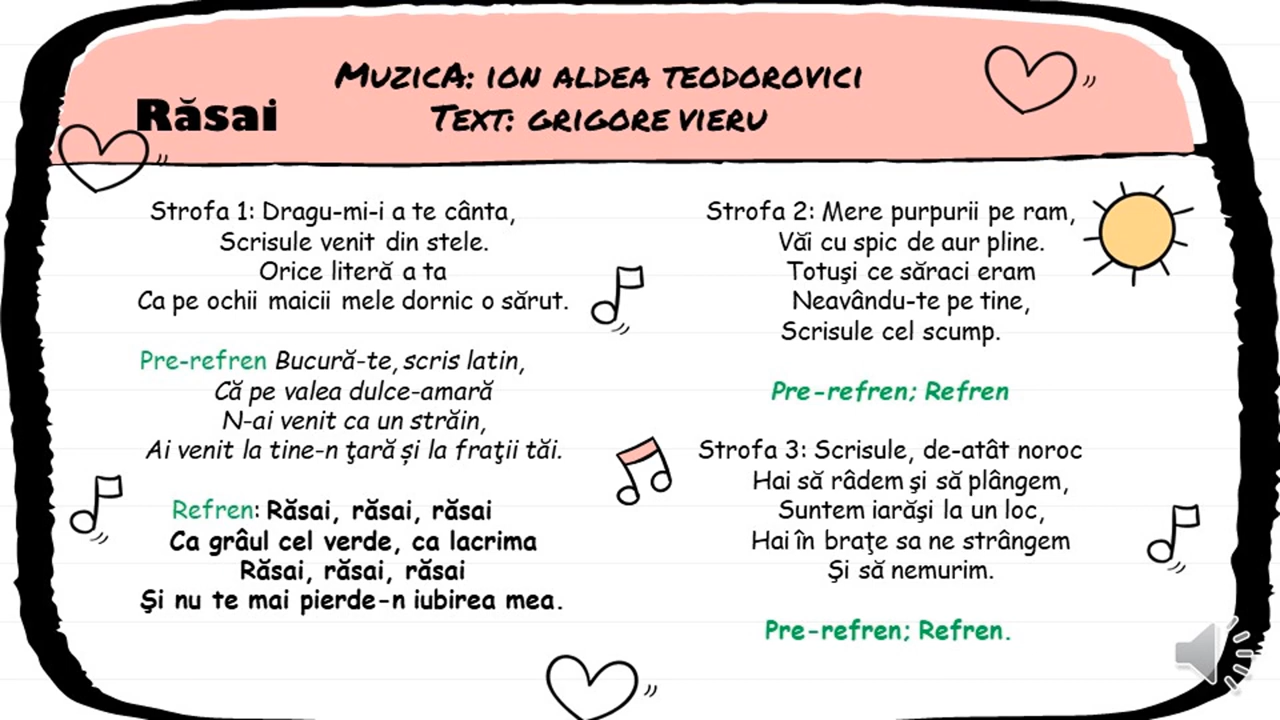 Răsai
MuzicA: ion aldea teodorovici
Text: grigore vieru
Strofa 1: Dragu-mi-i a te cânta,
Scrisule venit din stele.
Orice literă a ta
Ca pe ochii maicii mele dornic o sărut.
Pre-refren Bucură-te, scris latin,
Că pe valea dulce-amară
N-ai venit ca un străin,
Ai venit la tine-n ţară și la fraţii tăi.
Refren: Răsai, răsai, răsai
Ca grâul cel verde, ca lacrima
Răsai, răsai, răsai
Şi nu te mai pierde-n iubirea mea.
Strofa 2: Mere purpurii pe ram,
Văi cu spic de aur pline.
Totuşi ce săraci eram
Neavându-te pe tine,
Scrisule cel scump.
Pre-refren; Refren
Strofa 3: Scrisule, de-atât noroc
Hai să râdem şi să plângem,
Suntem iarăşi la un loc,
Hai în braţe sa ne strângem
Şi să nemurim.
Pre-refren; Refren.